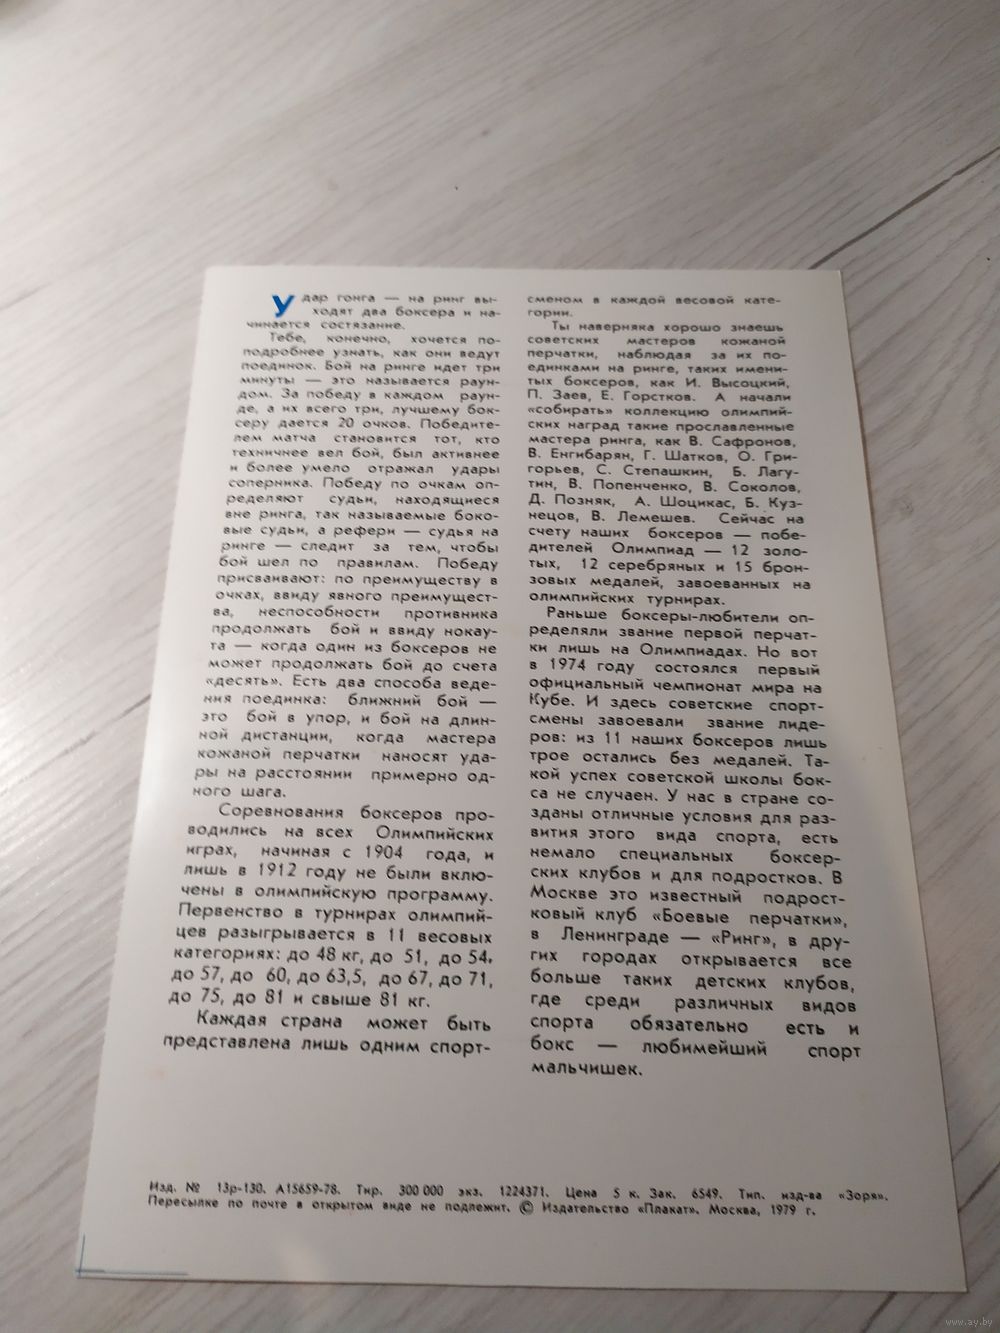 Удар гонга — на ринг вы-
ходят два боксера и на-
чинается состязание.
Тебе, конечно, хочется по-
подробнее узнать, как они ведут
поединок. Бой на ринге идет три
минуты — это называется раун-
дом. За победу в каждом раун-
де, а их всего три, лучшему бок-
серу дается 20 очков. Победите-
лем матча становится тот, кто
техничнее вел бой, был активнее
и более умело отражал удары
соперника. Победу по очкам оп-
ределяют судьи, находящиеся
вне ринга, так называемые боко-
вые судьи, а рефери — судья на
ринге — следит за тем, чтобы
бой шел по правилам. Победу
присваивают: по преимуществу в
очках, ввиду явного преимущест-
ва, неспособности противника
продолжать бой и ввиду нокау-
та — когда один из боксеров не
может продолжать бой до счета
«десять». Есть два способа веде-
ния поединка: ближний бой —
это бой в упор, и бой на длин-
ной дистанции, когда мастера
кожаной перчатки наносят уда-
ры на расстоянии примерно од-
ного шага.
Соревнования боксеров про-
водились на всех Олимпийских
играх, начиная с 1904 года, и
лишь в 1912 году не были вклю-
чены в олимпийскую программу.
Первенство в турнирах олимпий-
цев разыгрывается в 11 весовых
категориях: до 48 кг, до 51, до 54,
до 57, до 60, до 63,5, до 67, до 71,
до 75, до 81 и свыше 81 кг.
Каждая страна может быть
представлена лишь одним спорт-
сменом в каждой весовой кате-
гории.
Ты наверняка хорошо знаешь
советских мастеров кожаной
перчатки, наблюдая за их по-
единками на ринге, таких имени-
тых боксеров, как И. Высоцкий,
П. Заев, Е. Горстков. А начали
«собирать» коллекцию олимпий-
ских наград такие прославленные
мастера ринга, как В. Сафронов,
В. Енгибарян, Г. Шатков, О. Гри-
горьев, С. Степашкин, Б. Лагу-
тин, В. Попенченко, В. Соколов,
Д. Позняк, А. Шоцикас, Б. Куз-
нецов, В. Лемешев. Сейчас на
счету наших боксеров — побе-
дителей Олимпиад — 12 золо-
тых, 12 серебряных и 15 брон-
зовых медалей, завоеванных на
олимпийских турнирах.
Раньше боксеры-любители оп-
ределяли звание первой перчат-
ки лишь на Олимпиадах. Но вот
в 1974 году состоялся первый
официальный чемпионат мира на
Кубе. И здесь советские спорт-
смены завоевали звание лиде-
ров: из 11 наших боксеров лишь
трое остались без медалей. Та-
кой успех советской школы бок-
са не случаен. У нас в стране со-
зданы отличные условия для раз-
вития этого вида спорта, есть
немало специальных боксер-
ских клубов и для подростков. В
Москве это известный подрост-
ковый клуб «Боевые перчатки»,
в Ленинграде — «Ринг», в дру-
гих городах открывается все
больше таких детских клубов,
где среди различных видов
спорта обязательно есть и
бокс — любимейший спорт
мальчишек.
Изд. № 13р-130. А15659-78. Тир. 300 000 экз. 1224371. Цена 5 к. Зак. 6549. Тип. изд-ва «Зоря».
Пересылке по почте в открытом виде не подлежит. © Издательство «Плакат». Москва, 1979 г.
www.ay.by